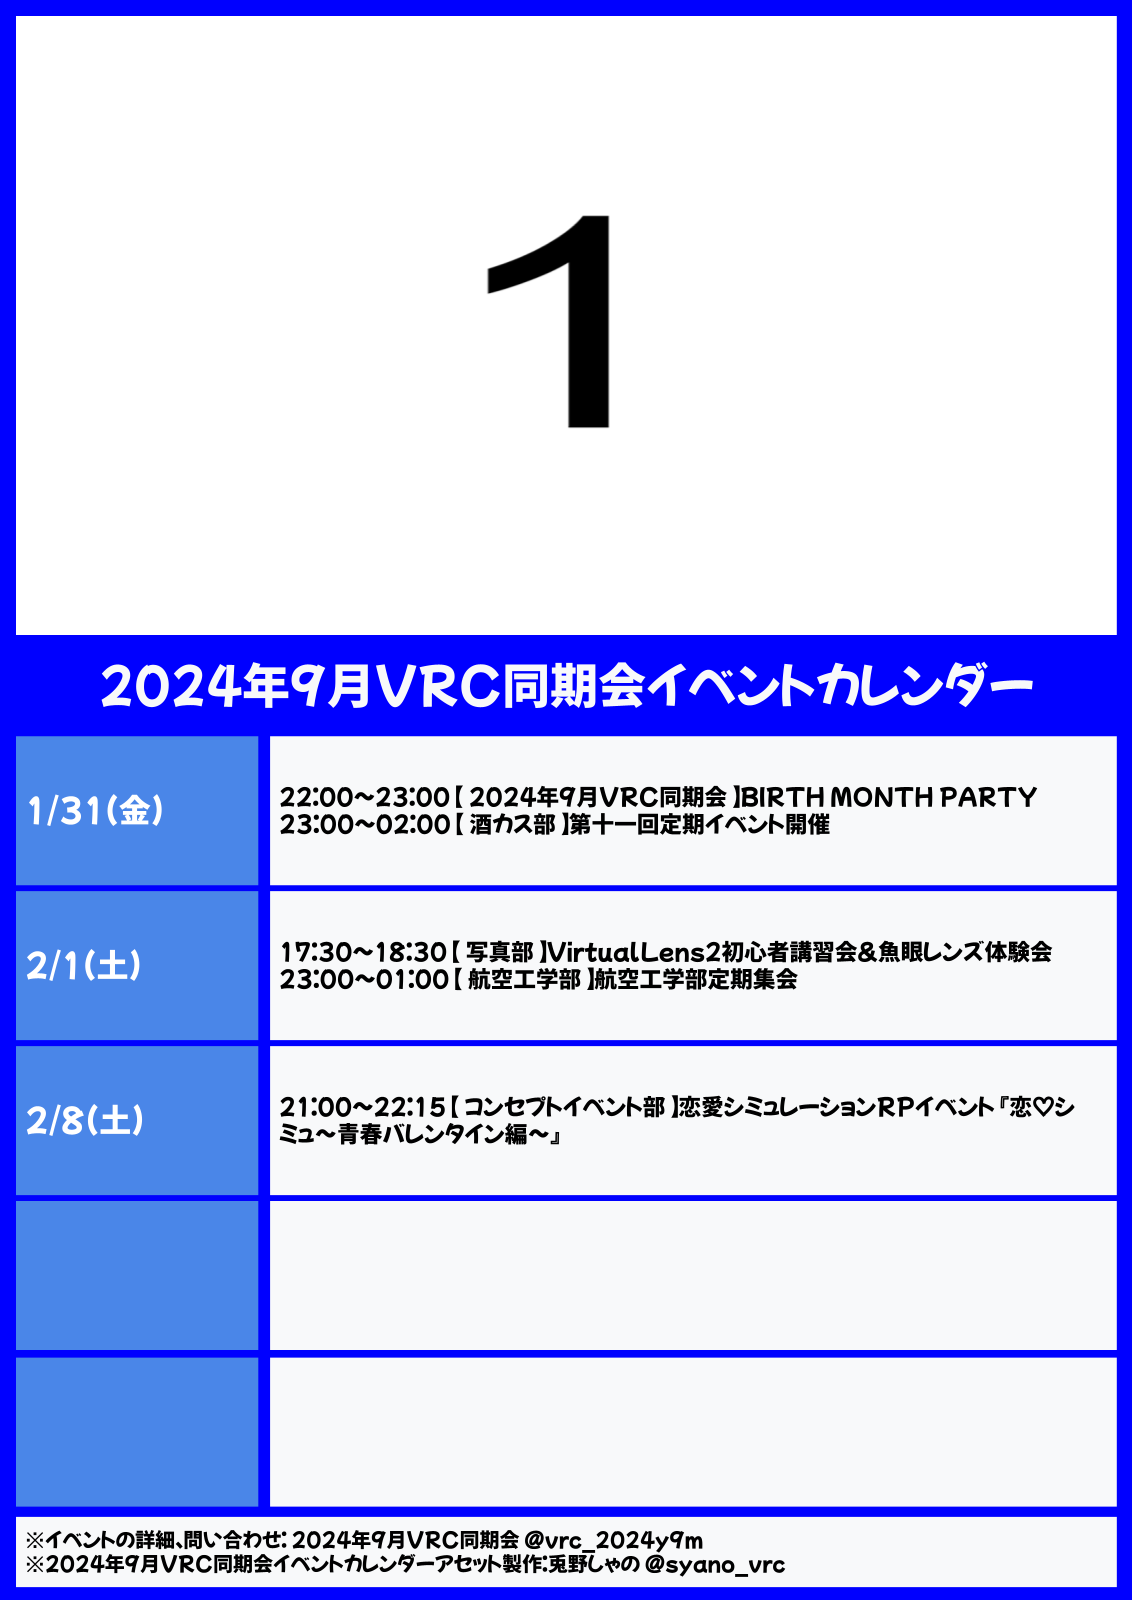 1
2024年9月VRC同期会イベントカレンダー
1/31(金)
22:00～23:00【 2024年9月VRC同期会 】BIRTH MONTH PARTY
23:00～02:00【 酒カス部 】第十一回定期イベント開催
2/1(土)
17:30～18:30【 写真部 】VirtualLens2初心者講習会&魚眼レンズ体験会
23:00～01:00【 航空工学部 】航空工学部定期集会
2/8(土)
21:00～22:15【 コンセプトイベント部 】恋愛シミュレーションRPイベント『恋♡シ
ミュ～青春バレンタイン編～』
※イベントの詳細、問い合わせ: 2024年9月VRC同期会 @vrc_2024y9m
※2024年9月VRC同期会イベントカレンダーアセット製作:兎野しゃの @syano_vrc